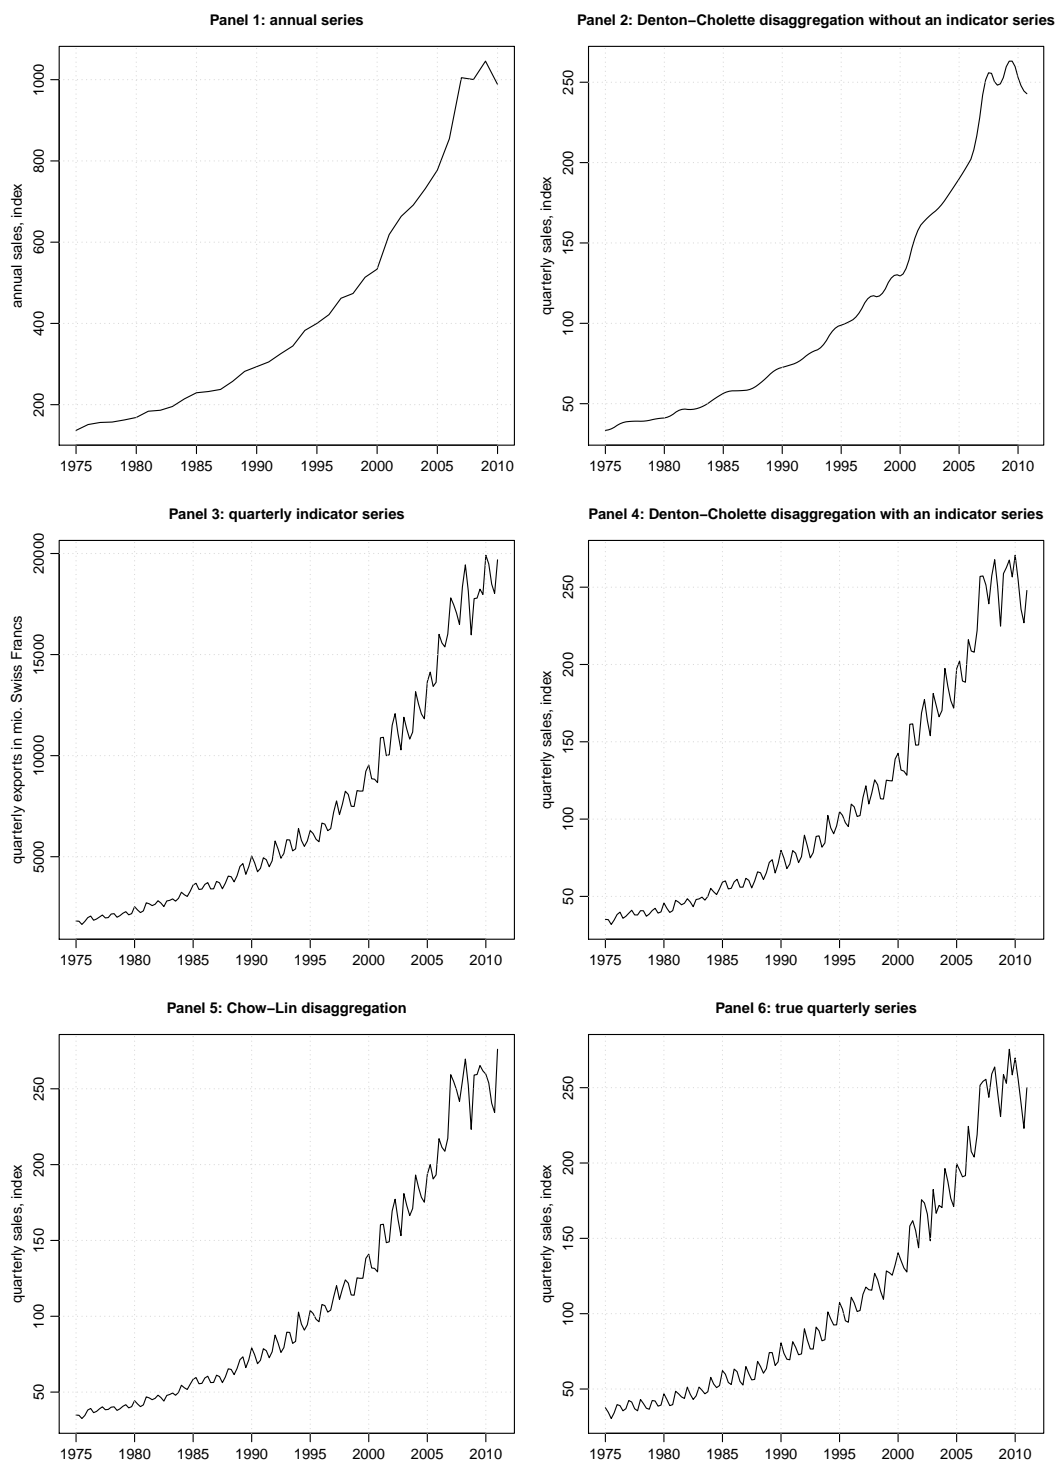 Panel 1: annual series
annual sales, index
200 400 600 800 1000
1975 1980 1985 1990 1995 2000 2005 2010
Panel 2: Denton−Cholette disaggregation without an indicator series
quarterly sales, index
50 100 150 200 250
1975 1980 1985 1990 1995 2000 2005 2010
Panel 3: quarterly indicator series
quarterly exports in mio. Swiss Francs
5000 10000 15000 20000
1975 1980 1985 1990 1995 2000 2005 2010
Panel 4: Denton−Cholette disaggregation with an indicator series
quarterly sales, index
50 100 150 200 250
1975 1980 1985 1990 1995 2000 2005 2010
Panel 5: Chow−Lin disaggregation
quarterly sales, index
50 100 150 200 250
1975 1980 1985 1990 1995 2000 2005 2010
Panel 6: true quarterly series
quarterly sales, index
50 100 150 200 250
1975 1980 1985 1990 1995 2000 2005 2010